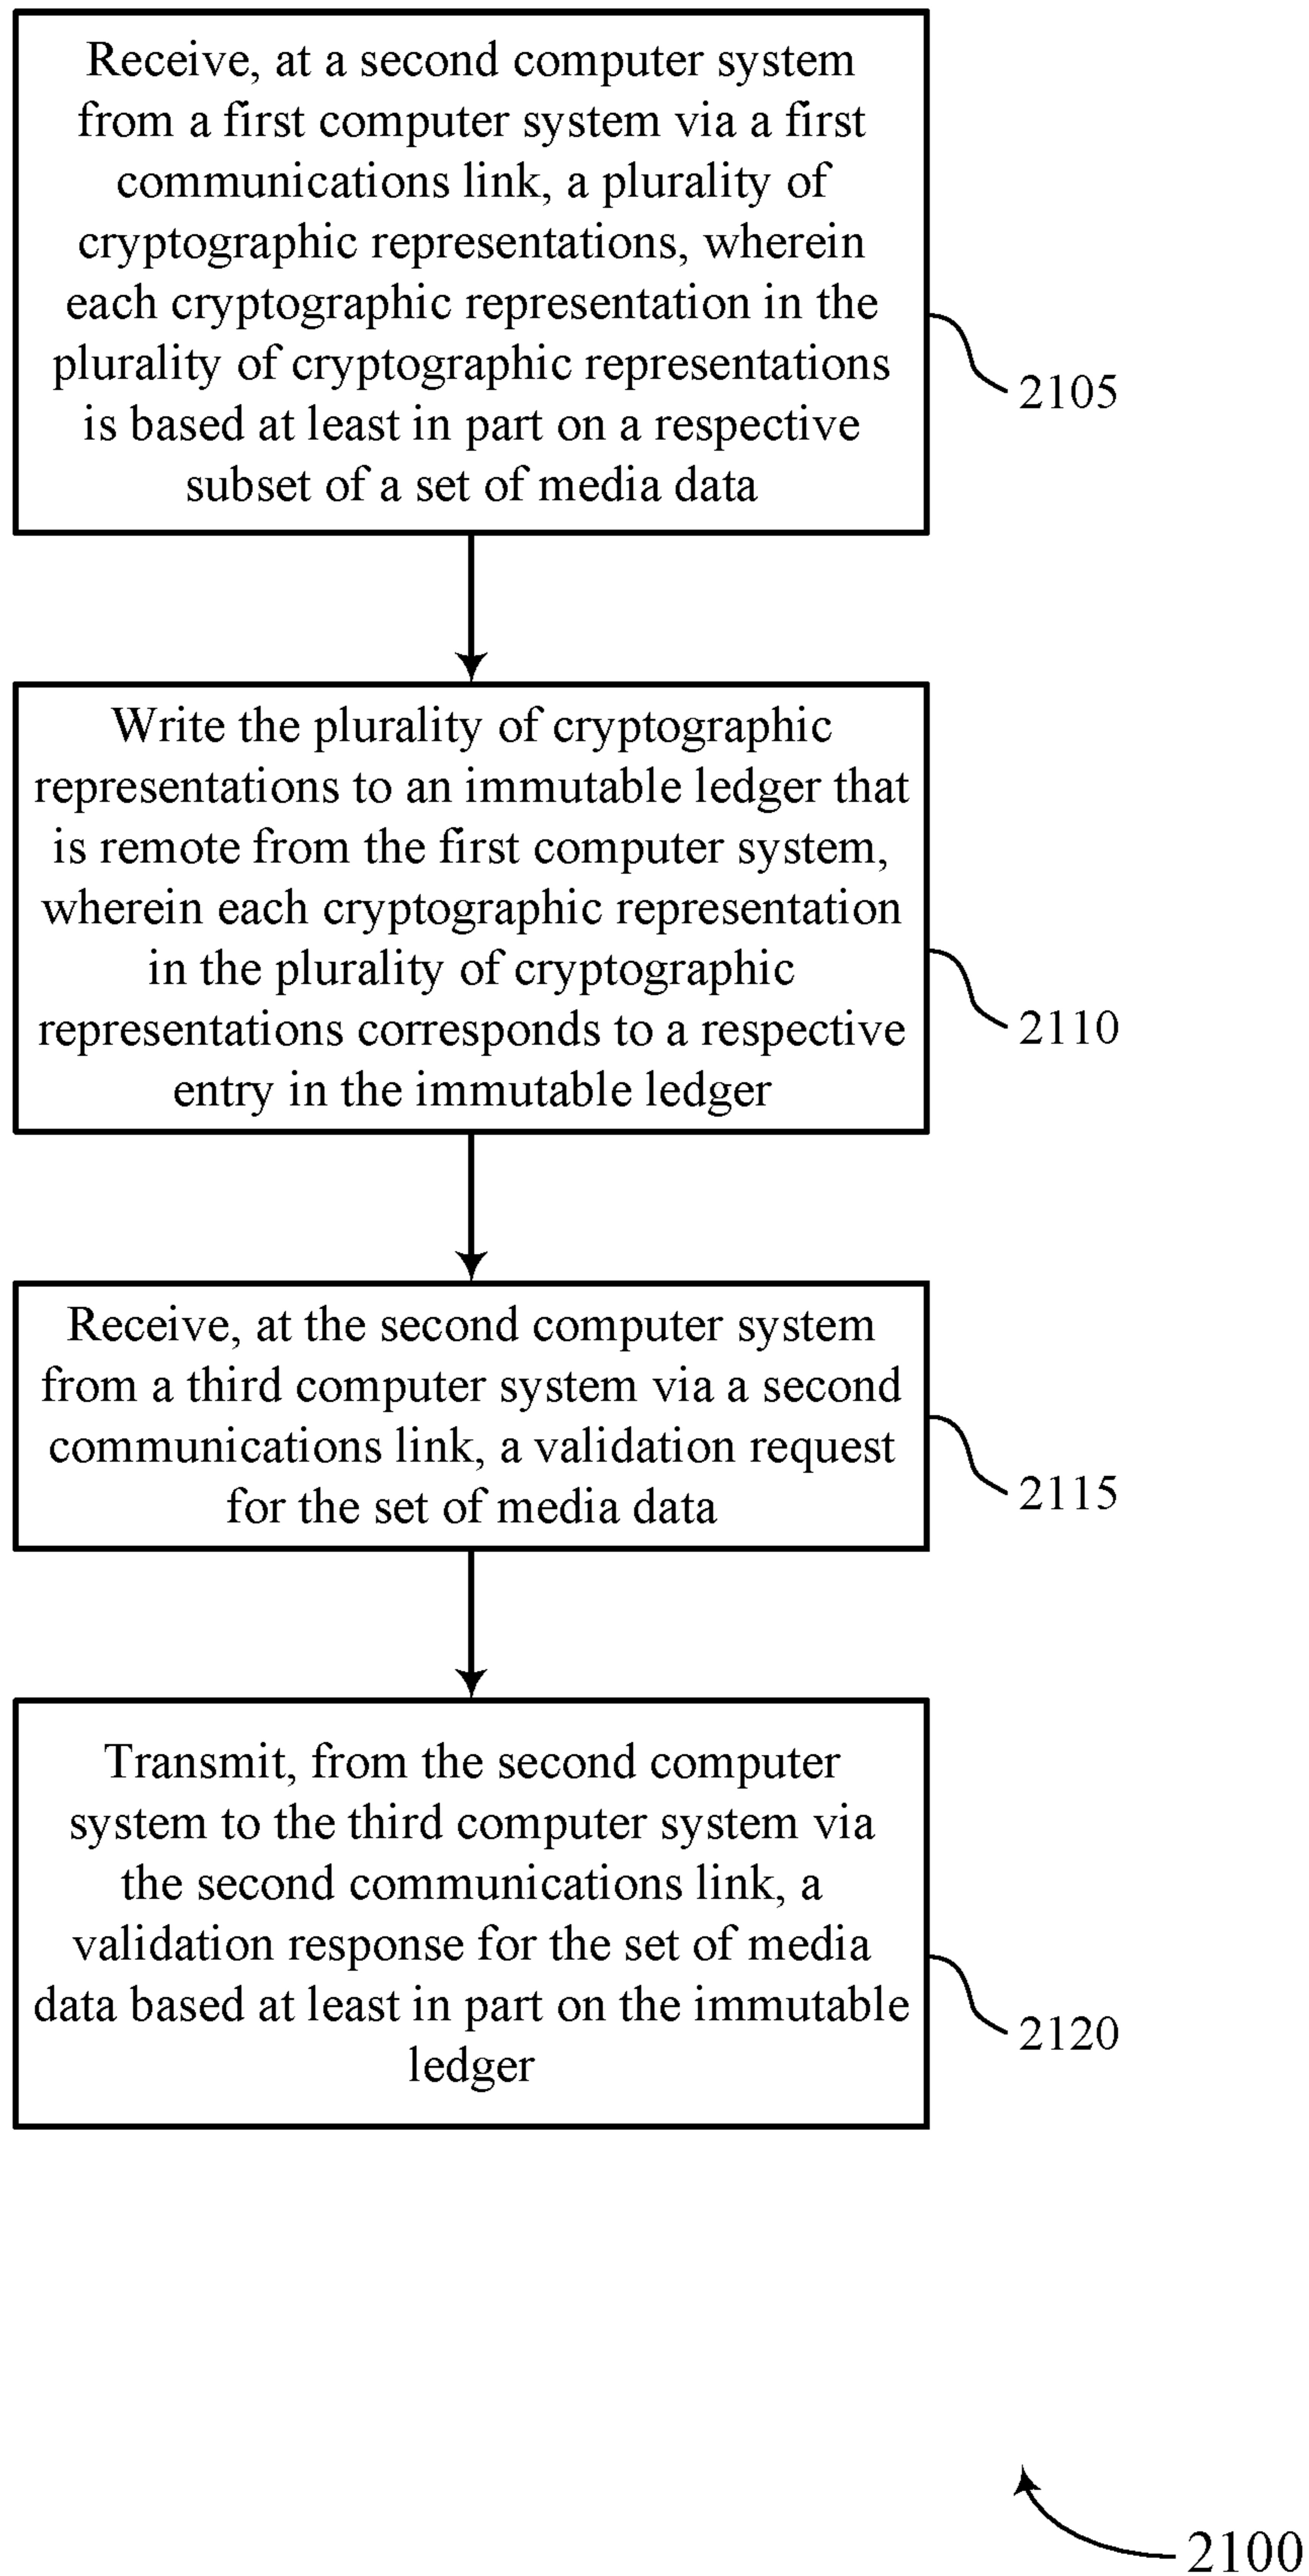 Receive, at a second computer system
from a first computer system via a first
communications link, a plurality of
cryptographic representations, wherein
each cryptographic representation in the
plurality of cryptographic representations
is based at least in part on a respective
subset of a set of media data
2105
Write the plurality of cryptographic
representations to an immutable ledger that
is remote from the first computer system,
wherein each cryptographic representation
in the plurality of cryptographic
representations corresponds to a respective
entry in the immutable ledger
2110
Receive, at the second computer system
from a third computer system via a second
communications link, a validation request
for the set of media data
2115
Transmit, from the second computer
system to the third computer system via
the second communications link, a
validation response for the set of media
data based at least in part on the immutable
ledger
2120
2100